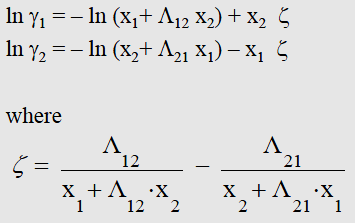 ln γ₁ = – ln (x₁+ Λ₁₂ x₂) + x₂ ζ
ln γ₂ = – ln (x₂+ Λ₂₁ x₁) – x₁ ζ
where
ζ = Λ₁₂ / (x₁ + Λ₁₂ ·x₂) – Λ₂₁ / (x₂ + Λ₂₁ ·x₁)